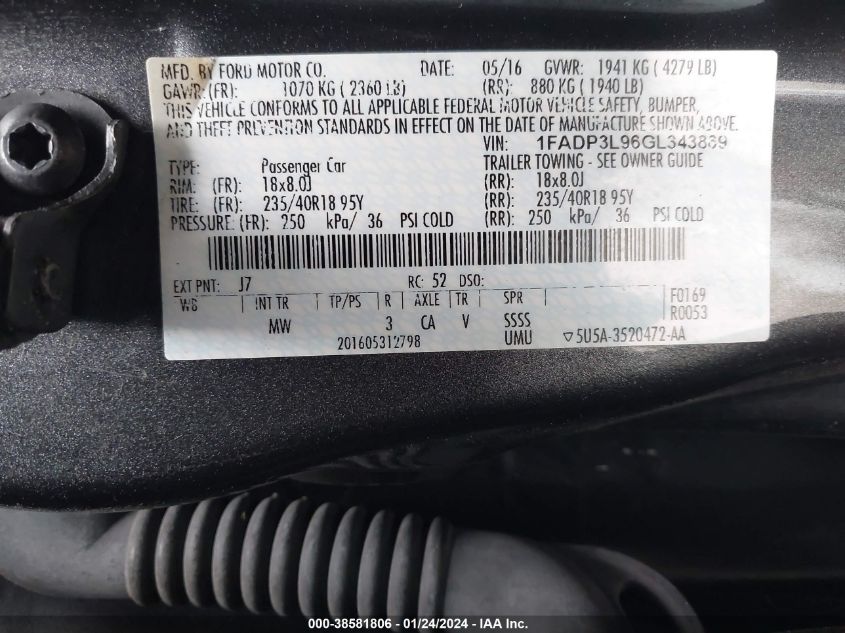 MFD. BY FORD MOTOR CO. DATE: 05/16 GVWR: 1941 KG ( 4279 LB)
GAWR:(FR): 1070 KG ( 2360 LB) (RR): 880 KG ( 1940 LB)
THIS VEHICLE CONFORMS TO ALL APPLICABLE FEDERAL MOTOR VEHICLE SAFETY, BUMPER,
AND THEFT PREVENTION STANDARDS IN EFFECT ON THE DATE OF MANUFACTURE SHOWN ABOVE.
VIN: 1FADP3L96GL343869
TYPE: Passenger Car TRAILER TOWING - SEE OWNER GUIDE
RIM: (FR): 18x8.0J (RR): 18x8.0J
TIRE: (FR): 235/40R18 95Y (RR): 235/40R18 95Y
PRESSURE: (FR): 250 kPa/ 36 PSI COLD (RR): 250 kPa/ 36 PSI COLD
EXT PNT: J7 RC: 52 DSO:
WB INT TR TP/PS R AXLE TR SPR F0169
MW 3 CA V SSSS R0053
201605312798 UMU ▽5U5A-3520472-AA
000-38581806 - 01/24/2024 - IAA Inc.